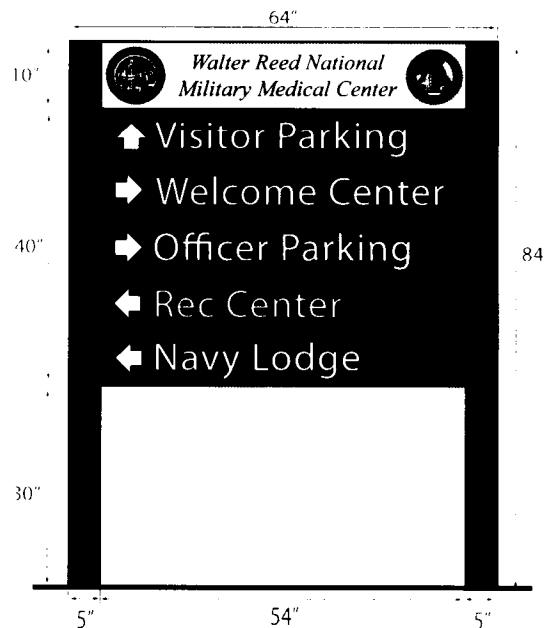 64"
10"
Walter Reed National
Military Medical Center
Visitor Parking
Welcome Center
40"
Officer Parking
84
Rec Center
Navy Lodge
30"
5"
54"
5"